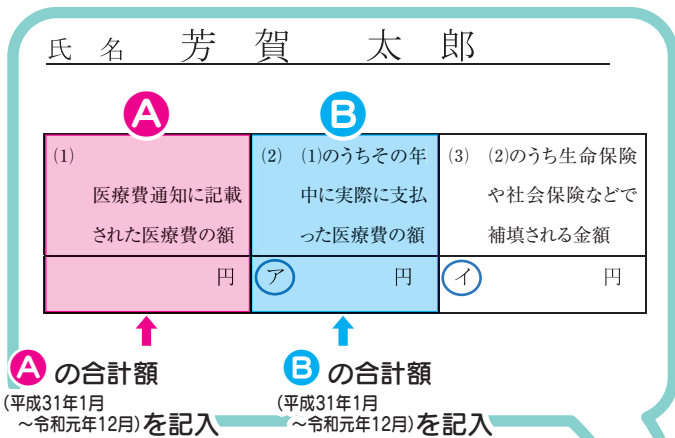 氏 名 芳 賀 太 郎
A
B
(1)
医療費通知に記載
された医療費の額
(2) (1)のうちその年
中に実際に支払
った医療費の額
(3) (2)のうち生命保険
や社会保険などで
補填される金額
円
ア 円
イ 円
A の合計額
(平成31年1月
～令和元年12月)を記入
B の合計額
(平成31年1月
～令和元年12月)を記入